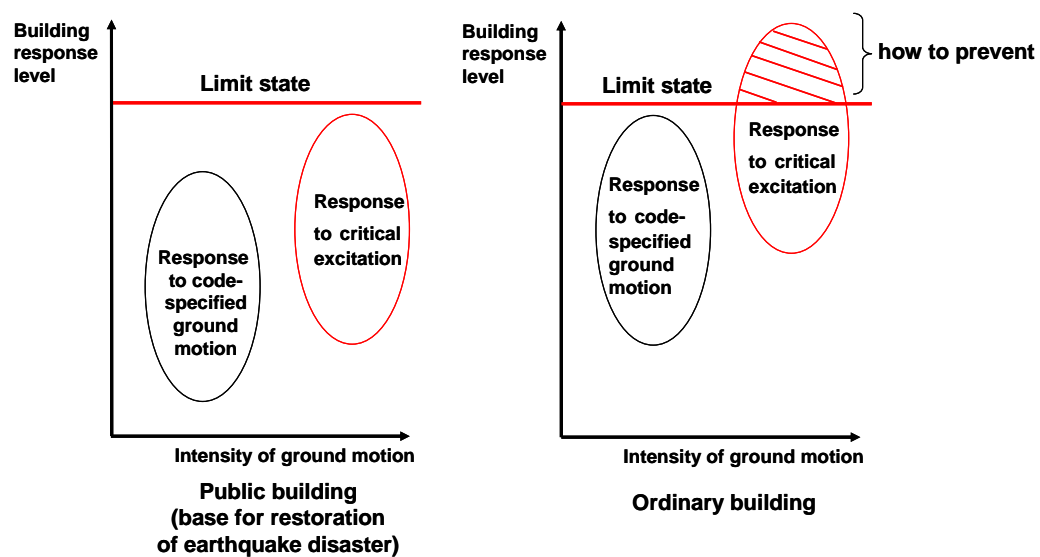 Building
response
level
Limit state
Response
to code-
specified
ground
motion
Response
to critical
excitation
Intensity of ground motion
Public building
(base for restoration
of earthquake disaster)
Building
response
level
Limit state
how to prevent
Response
to code-
specified
ground
motion
Response
to critical
excitation
Intensity of ground motion
Ordinary building